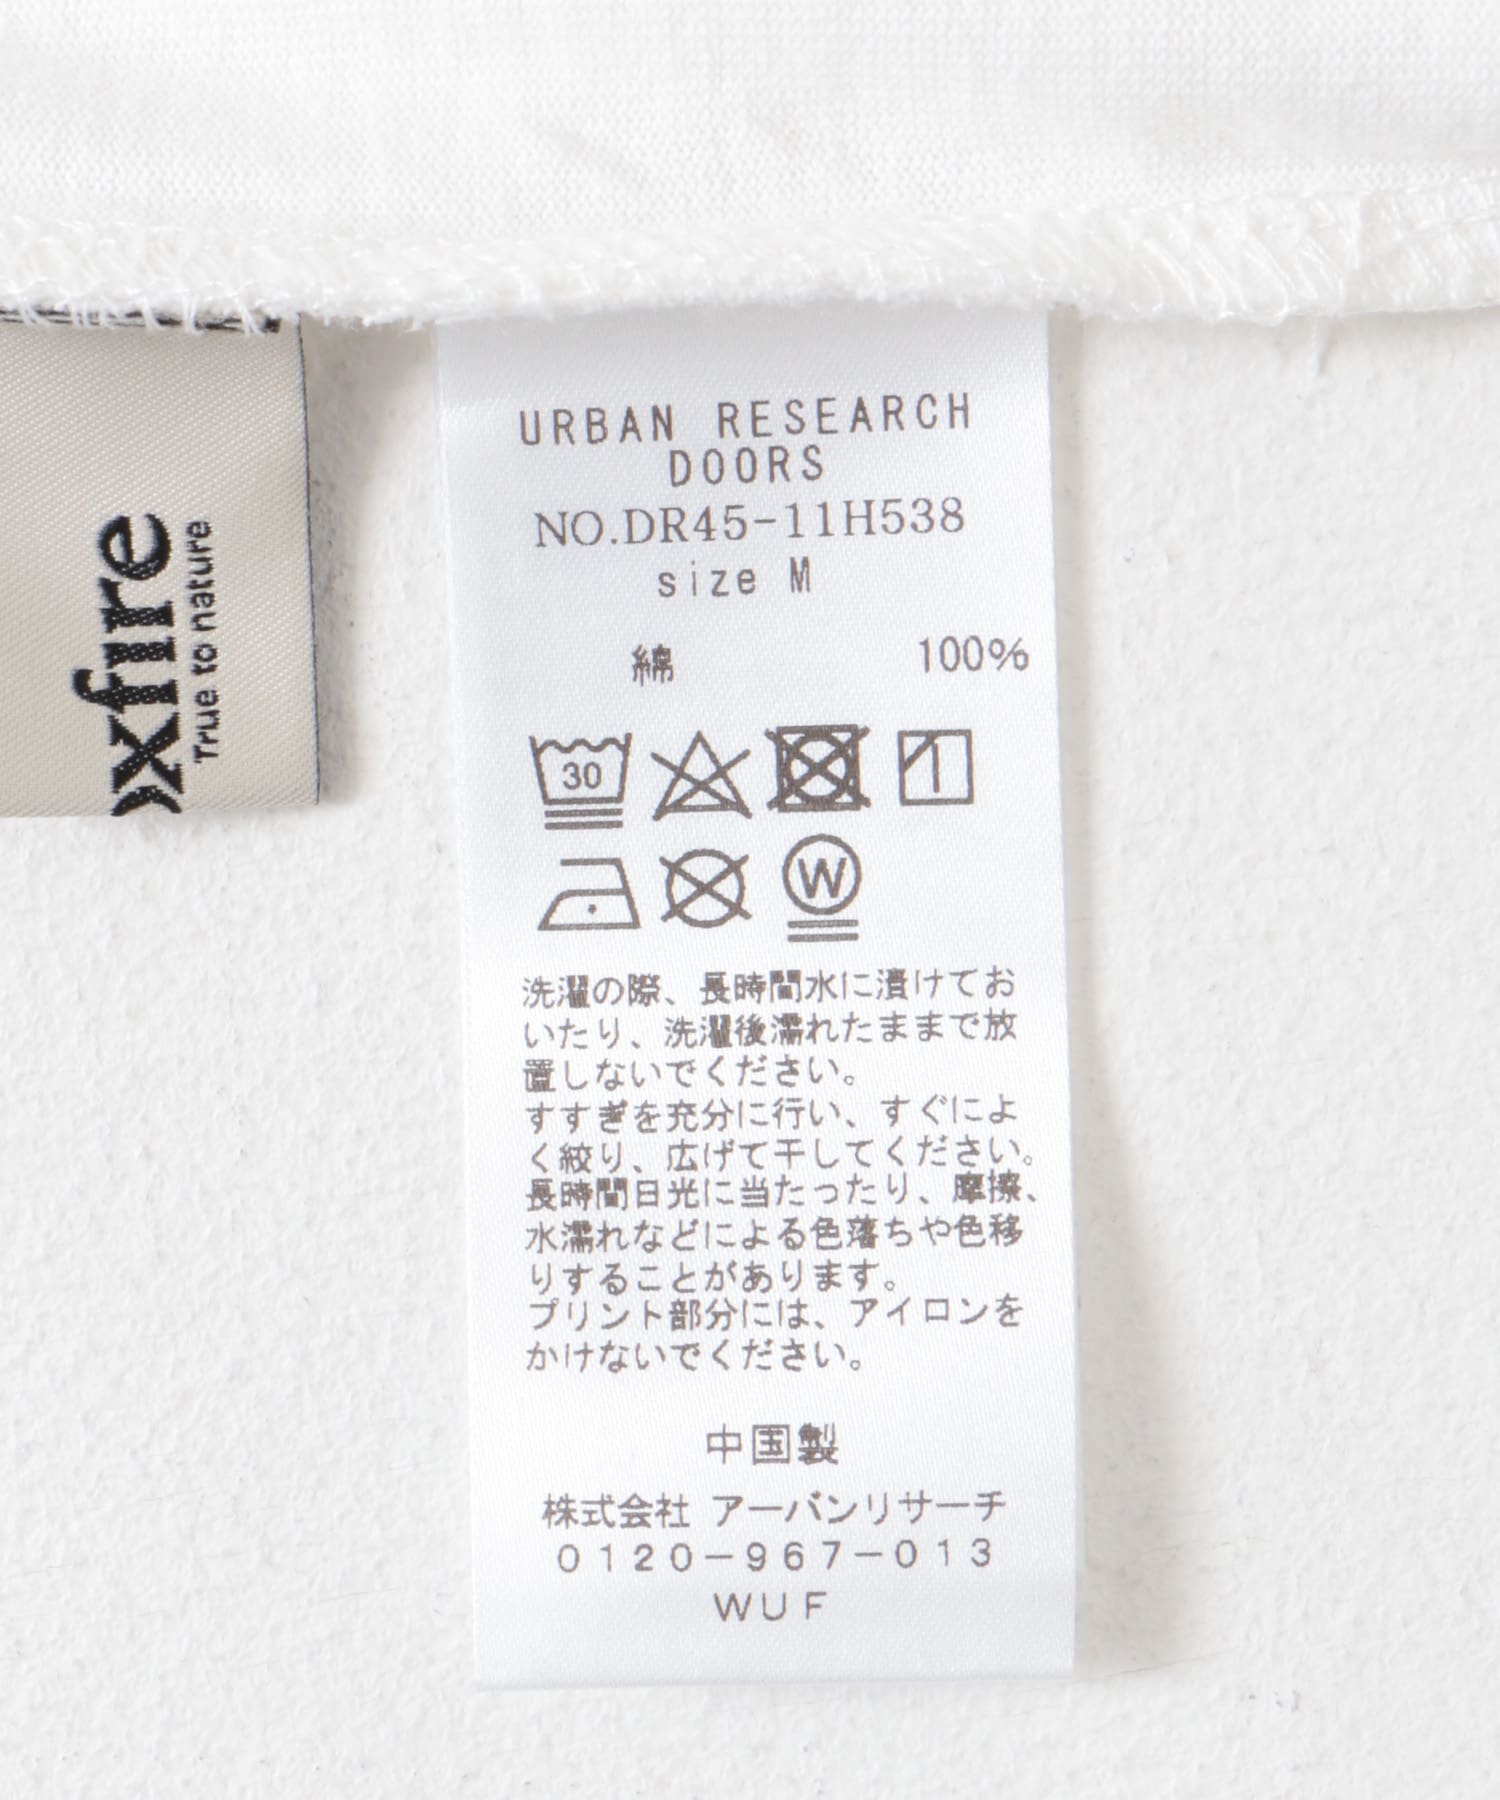 URBAN RESEARCH
DOORS
NO.DR45-11H538
size M
綿 100%
30
W
洗濯の際、長時間水に漬けてお
いたり、洗濯後濡れたままで放
置しないでください。
すすぎを充分に行い、すぐによ
く絞り、広げて干してください。
長時間日光に当たったり、摩擦、
水濡れなどによる色落ちや色移
りすることがあります。
プリント部分には、アイロンを
かけないでください。
中国製
株式会社 アーバンリサーチ
0120-967-013
WUF
oxfire
True to nature